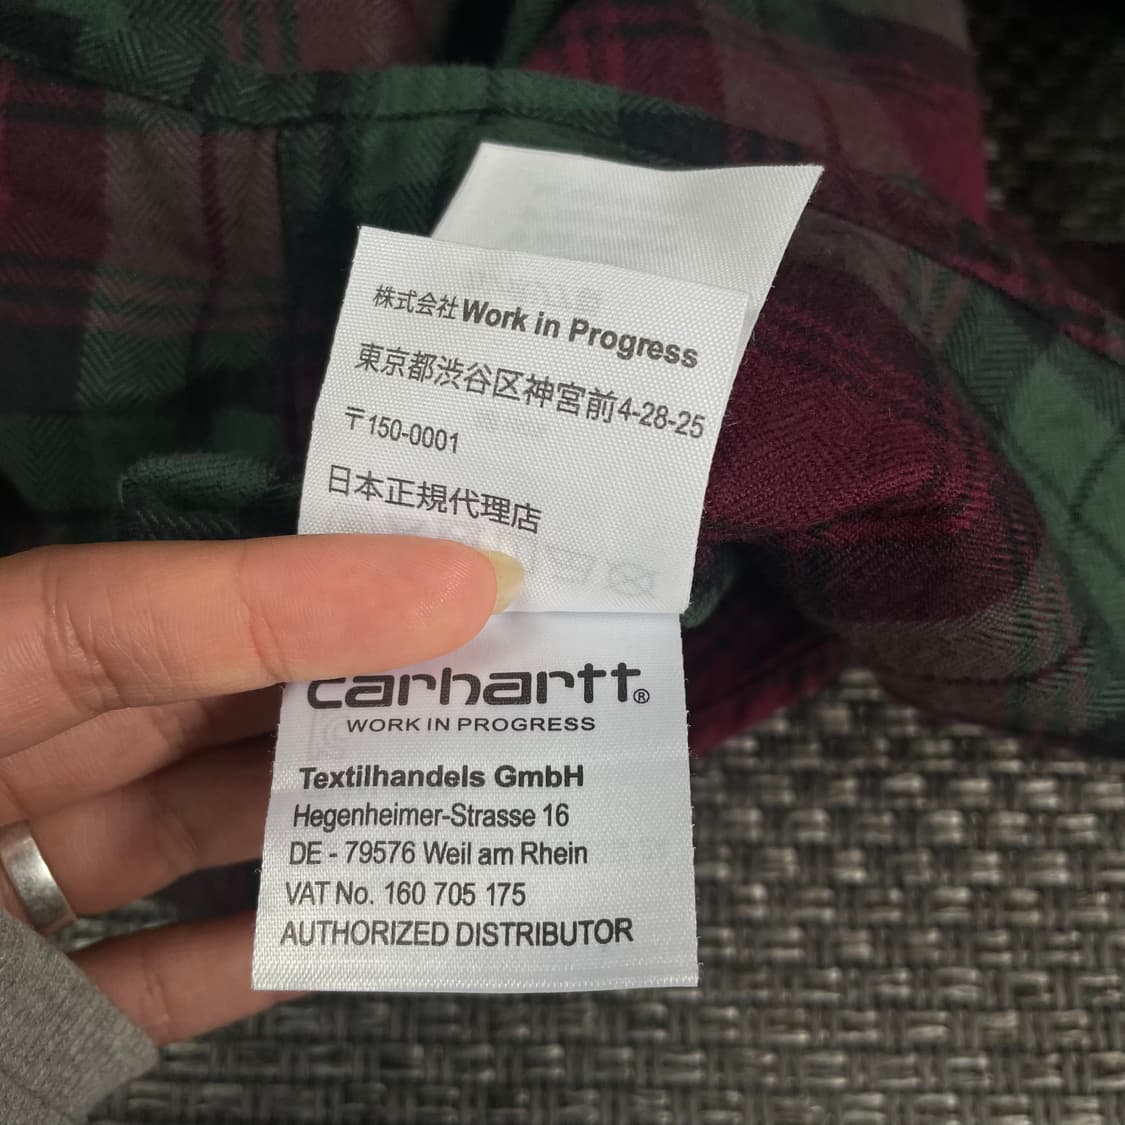 株式会社Work in Progress
東京都渋谷区神宮前4-28-25
〒150-0001
日本正規代理店
carhartt®
WORK IN PROGRESS
Textilhandels GmbH
Hegenheimer-Strasse 16
DE - 79576 Weil am Rhein
VAT No. 160 705 175
AUTHORIZED DISTRIBUTOR